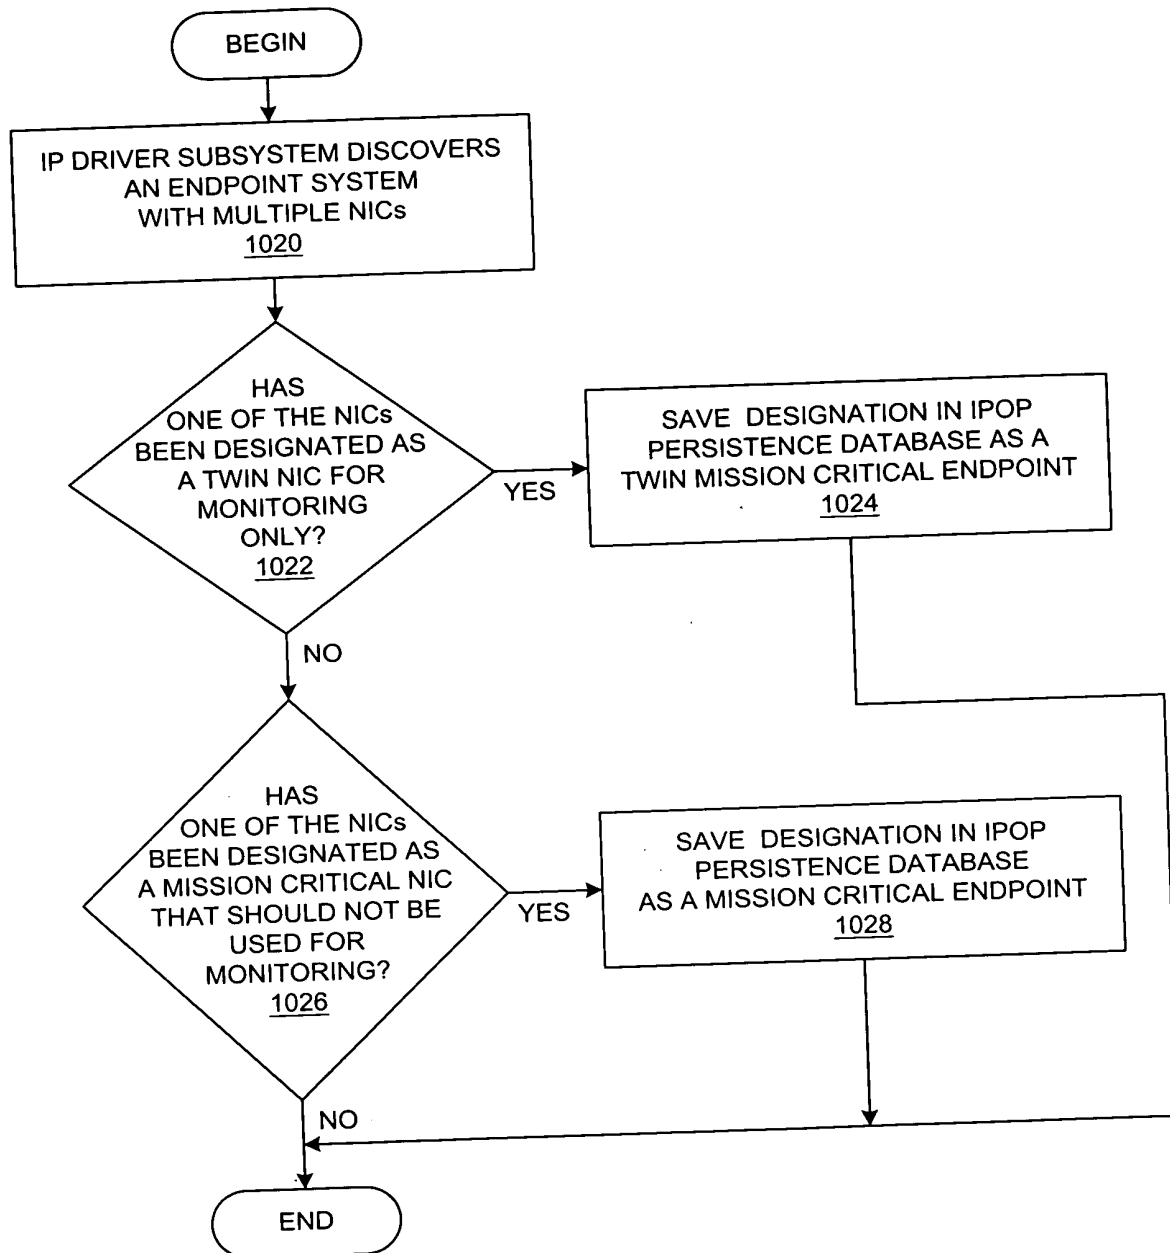 BEGIN
IP DRIVER SUBSYSTEM DISCOVERS
AN ENDPOINT SYSTEM
WITH MULTIPLE NICs
1020
HAS
ONE OF THE NICs
BEEN DESIGNATED AS
A TWIN NIC FOR
MONITORING
ONLY?
1022
YES
SAVE DESIGNATION IN IPOP
PERSISTENCE DATABASE AS A
TWIN MISSION CRITICAL ENDPOINT
1024
NO
HAS
ONE OF THE NICs
BEEN DESIGNATED AS
A MISSION CRITICAL NIC
THAT SHOULD NOT BE
USED FOR
MONITORING?
1026
YES
SAVE DESIGNATION IN IPOP
PERSISTENCE DATABASE
AS A MISSION CRITICAL ENDPOINT
1028
NO
END